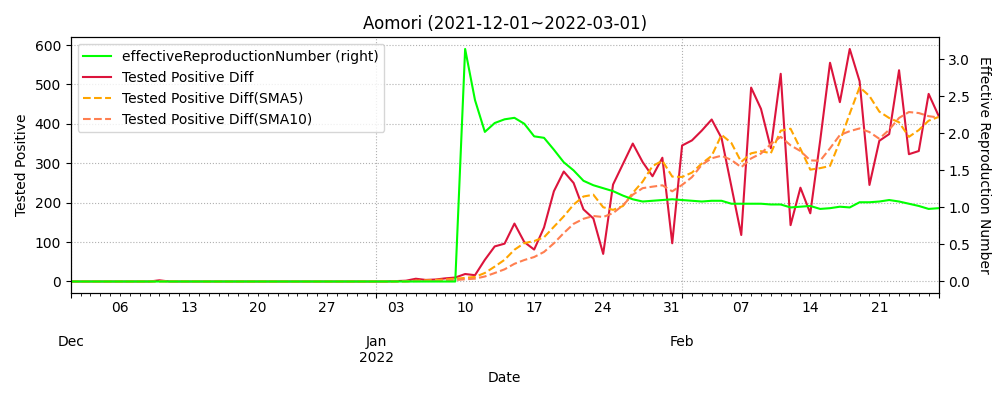 Aomori (2021-12-01~2022-03-01)
effectiveReproductionNumber (right)
Tested Positive Diff
Tested Positive Diff(SMA5)
Tested Positive Diff(SMA10)
Tested Positive
600
500
400
300
200
100
0
3.0
2.5
2.0
1.5
1.0
0.5
0.0
Effective Reproduction Number
06 13 20 27 03 10 17 24 31 07 14 21
Dec Jan Feb
2022
Date